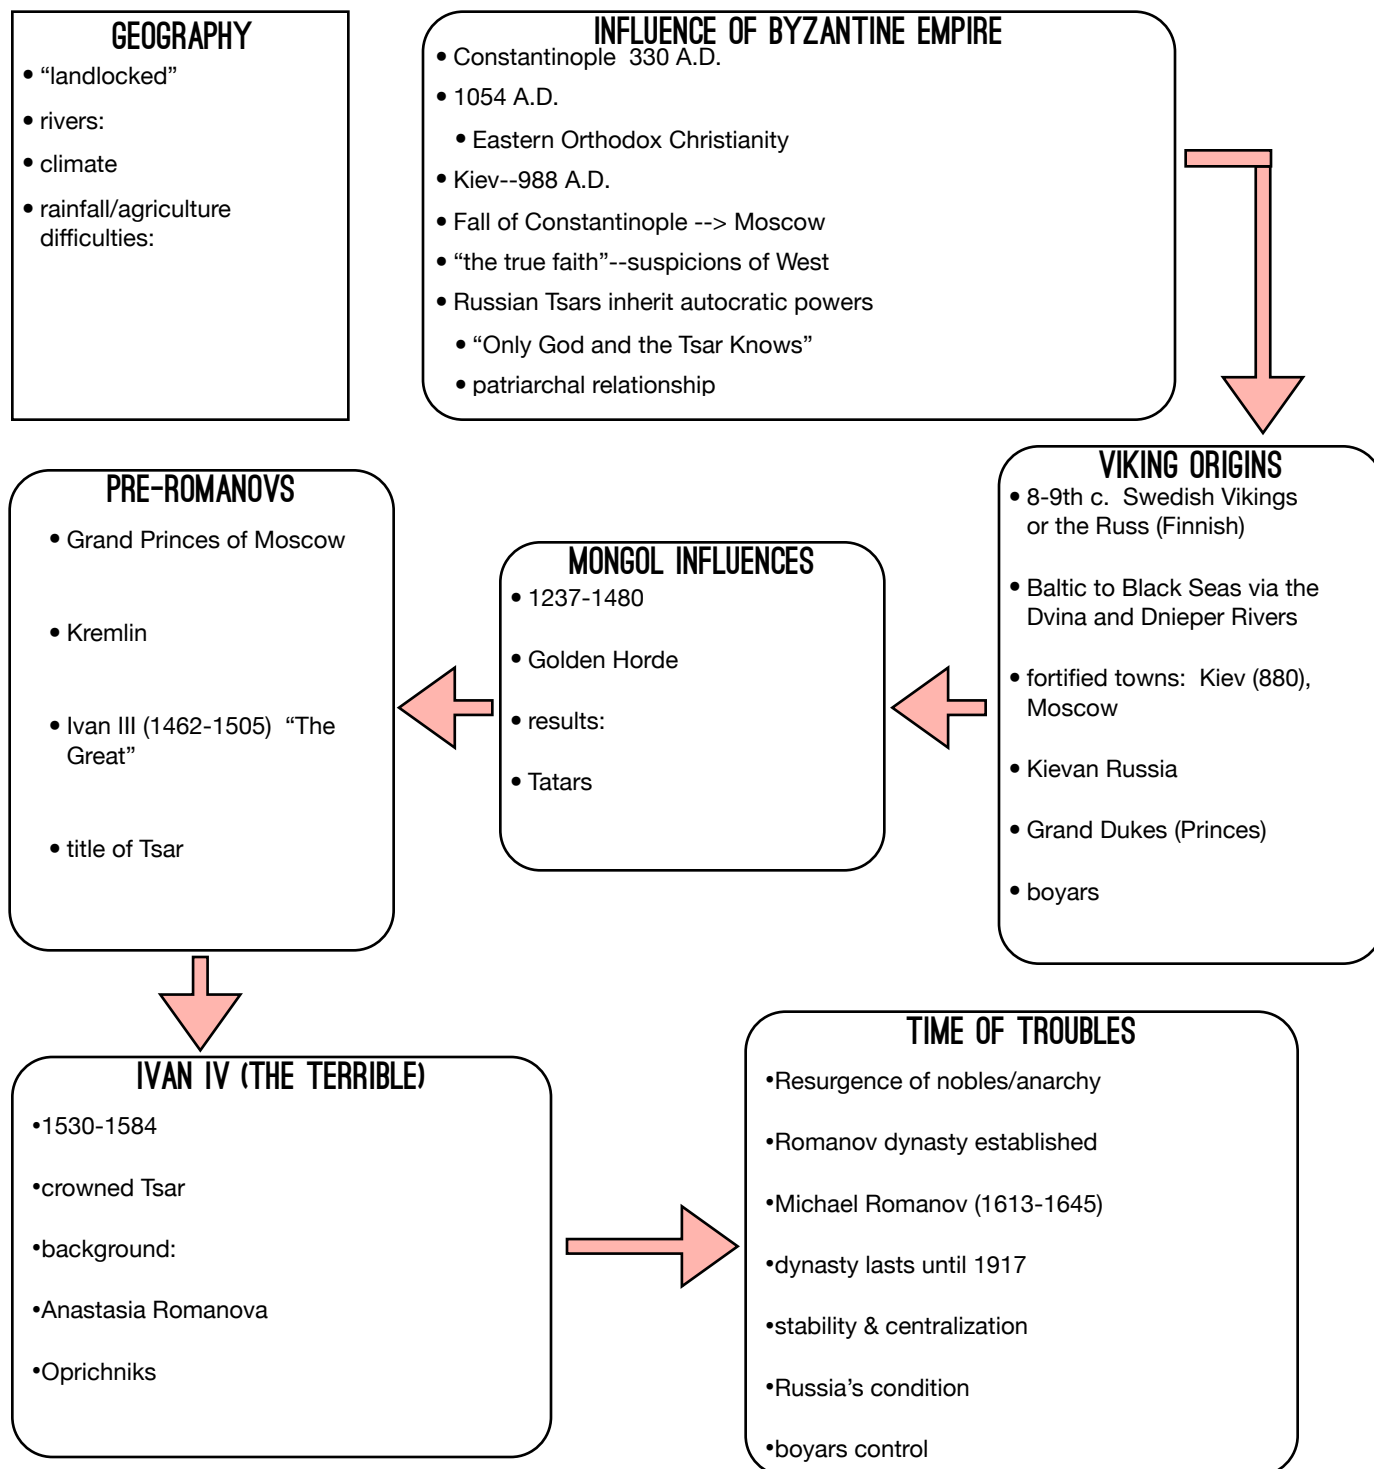 GEOGRAPHY
• “landlocked”
• rivers:
• climate
• rainfall/agriculture
difficulties:
INFLUENCE OF BYZANTINE EMPIRE
• Constantinople 330 A.D.
• 1054 A.D.
• Eastern Orthodox Christianity
• Kiev--988 A.D.
• Fall of Constantinople --> Moscow
• “the true faith”--suspicions of West
• Russian Tsars inherit autocratic powers
• “Only God and the Tsar Knows”
• patriarchal relationship
VIKING ORIGINS
• 8-9th c. Swedish Vikings
or the Russ (Finnish)
• Baltic to Black Seas via the
Dvina and Dnieper Rivers
• fortified towns: Kiev (880),
Moscow
• Kievan Russia
• Grand Dukes (Princes)
• boyars
MONGOL INFLUENCES
• 1237-1480
• Golden Horde
• results:
• Tatars
PRE-ROMANOVS
• Grand Princes of Moscow
• Kremlin
• Ivan III (1462-1505) “The
Great”
• title of Tsar
IVAN IV (THE TERRIBLE)
•1530-1584
•crowned Tsar
•background:
•Anastasia Romanova
•Oprichniks
TIME OF TROUBLES
•Resurgence of nobles/anarchy
•Romanov dynasty established
•Michael Romanov (1613-1645)
•dynasty lasts until 1917
•stability & centralization
•Russia’s condition
•boyars control